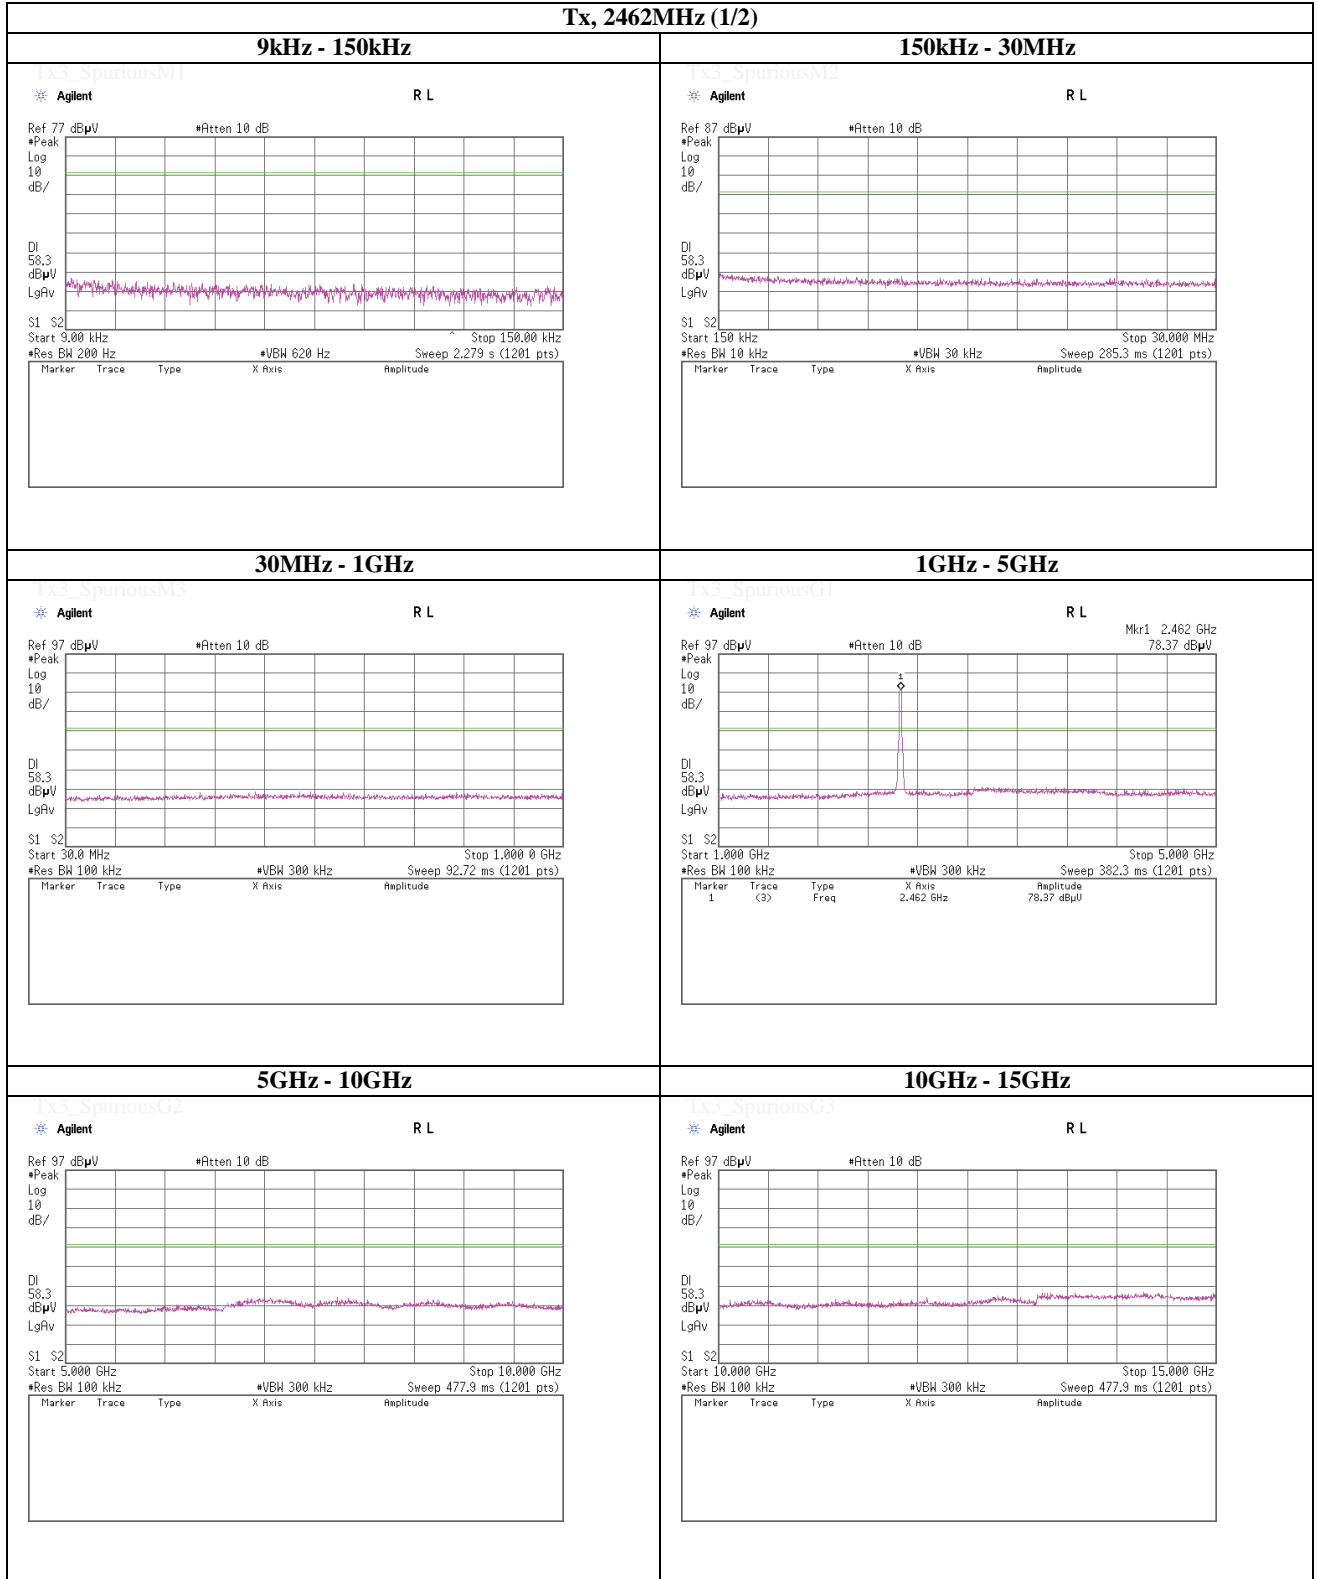 Tx, 2462MHz (1/2)
9kHz - 150kHz
Tx3_SpuriousM1
Agilent R L
Ref 77 dBµV #Atten 10 dB
#Peak
Log
10
dB/
DI
58.3
dBµV
LgAv
S1 S2
Start 9.00 kHz ^ Stop 150.00 kHz
#Res BW 200 Hz #VBW 620 Hz Sweep 2.279 s (1201 pts)
Marker Trace Type X Axis Amplitude
150kHz - 30MHz
Tx3_SpuriousM2
Agilent R L
Ref 87 dBµV #Atten 10 dB
#Peak
Log
10
dB/
DI
58.3
dBµV
LgAv
S1 S2
Start 150 kHz Stop 30.000 MHz
#Res BW 10 kHz #VBW 30 kHz Sweep 285.3 ms (1201 pts)
Marker Trace Type X Axis Amplitude
30MHz - 1GHz
Tx3_SpuriousM3
Agilent R L
Ref 97 dBµV #Atten 10 dB
#Peak
Log
10
dB/
DI
58.3
dBµV
LgAv
S1 S2
Start 30.0 MHz Stop 1.000 0 GHz
#Res BW 100 kHz #VBW 300 kHz Sweep 92.72 ms (1201 pts)
Marker Trace Type X Axis Amplitude
1GHz - 5GHz
Tx3_SpuriousG1
Agilent R L
Mkr1 2.462 GHz
Ref 97 dBµV #Atten 10 dB 78.37 dBµV
#Peak
Log
10
dB/
1
DI
58.3
dBµV
LgAv
S1 S2
Start 1.000 GHz Stop 5.000 GHz
#Res BW 100 kHz #VBW 300 kHz Sweep 382.3 ms (1201 pts)
Marker Trace Type X Axis Amplitude
1 (3) Freq 2.462 GHz 78.37 dBµV
5GHz - 10GHz
Tx3_SpuriousG2
Agilent R L
Ref 97 dBµV #Atten 10 dB
#Peak
Log
10
dB/
DI
58.3
dBµV
LgAv
S1 S2
Start 5.000 GHz Stop 10.000 GHz
#Res BW 100 kHz #VBW 300 kHz Sweep 477.9 ms (1201 pts)
Marker Trace Type X Axis Amplitude
10GHz - 15GHz
Tx3_SpuriousG3
Agilent R L
Ref 97 dBµV #Atten 10 dB
#Peak
Log
10
dB/
DI
58.3
dBµV
LgAv
S1 S2
Start 10.000 GHz Stop 15.000 GHz
#Res BW 100 kHz #VBW 300 kHz Sweep 477.9 ms (1201 pts)
Marker Trace Type X Axis Amplitude